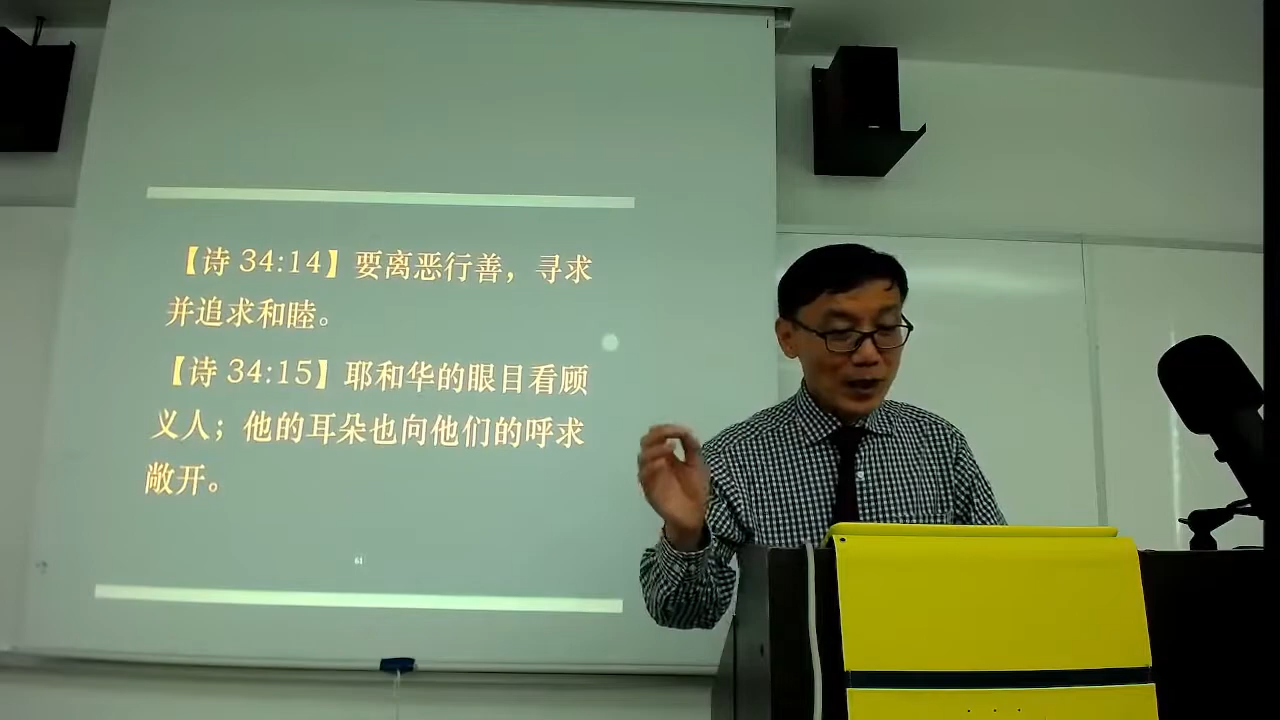 【诗 34:14】要离恶行善，寻求
并追求和睦。
【诗 34:15】耶和华的眼目看顾
义人；他的耳朵也向他们的呼求
敞开。
61